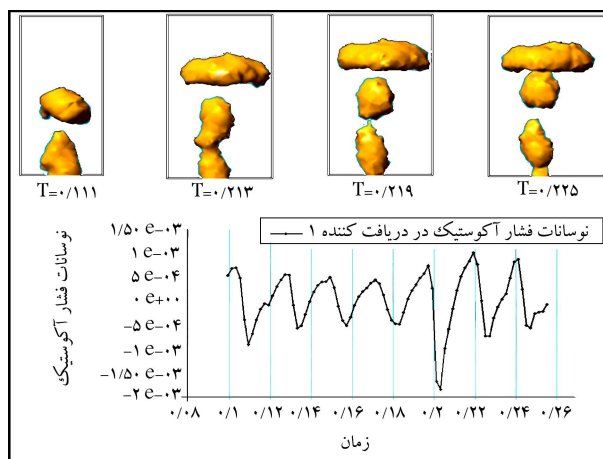 T=۰/۱۱۱
T=۰/۲۱۳
T=۰/۲۱۹
T=۰/۲۲۵
نوسانات فشار آکوستیک در دریافت کننده ۱
نوسانات فشار آکوستیک
۱/۵۰ e-۰۳
۱ e-۰۳
۵ e-۰۴
۰ e+۰۰
-۵ e-۰۴
-۱ e-۰۳
-۱/۵۰ e-۰۳
-۲ e-۰۳
۰/۰۸ ۰/۱ ۰/۱۲ ۰/۱۴ ۰/۱۶ ۰/۱۸ ۰/۲ ۰/۲۲ ۰/۲۴ ۰/۲۶
زمان